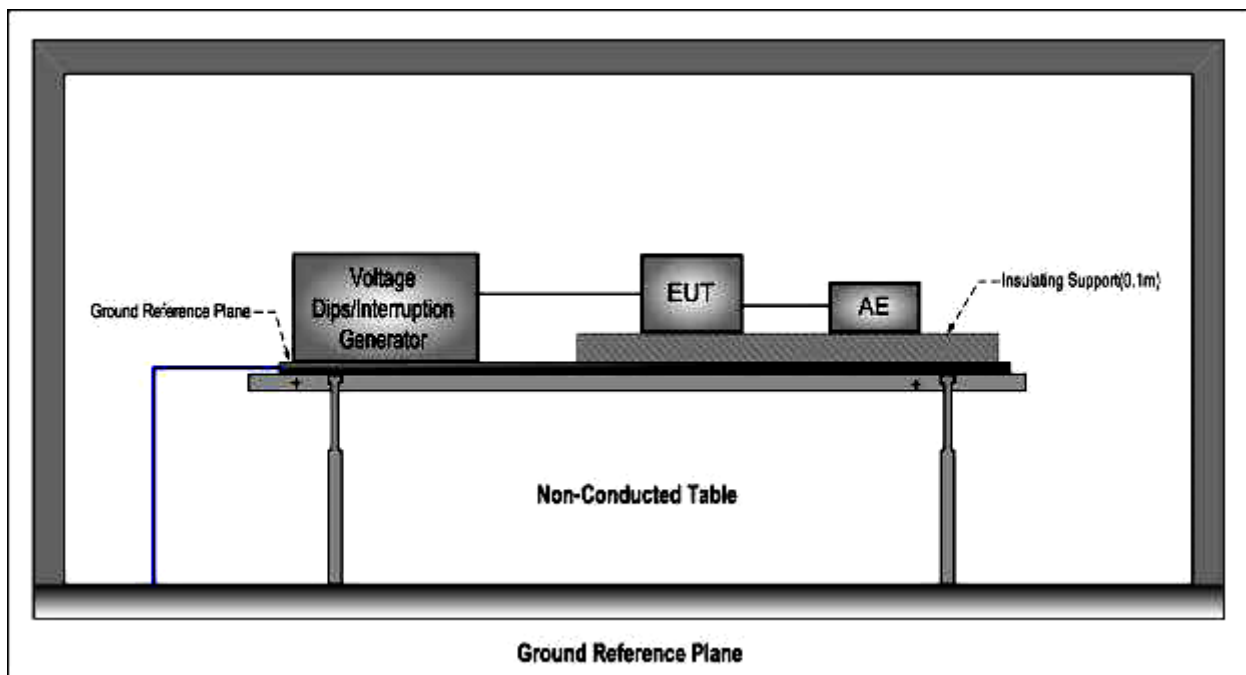 Voltage
Dips/Interruption
Generator
EUT
AE
Insulating Support(0.1m)
Ground Reference Plane
Non-Conducted Table
Ground Reference Plane